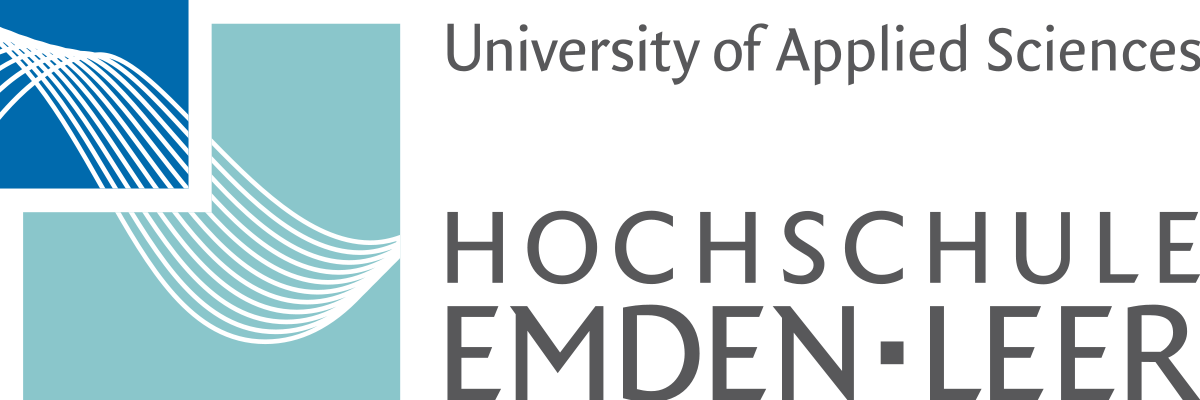 University of Applied Sciences
HOCHSCHULE
EMDEN▪LEER